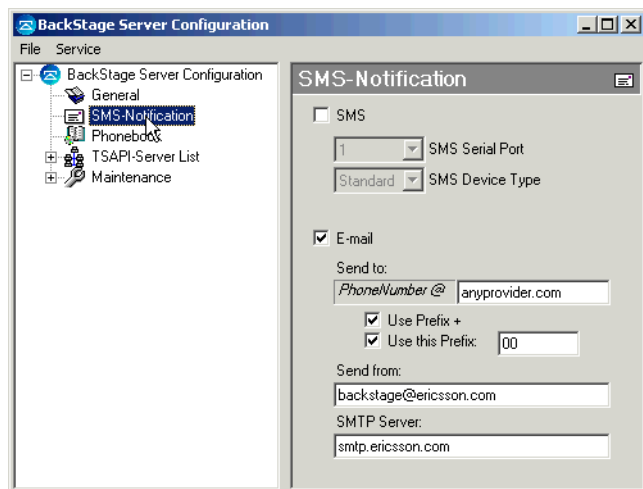 BackStage Server Configuration
File Service
BackStage Server Configuration
General
SMS-Notification
Phonebook
TSAPI-Server List
Maintenance
SMS-Notification
SMS
1 SMS Serial Port
Standard SMS Device Type
E-mail
Send to:
PhoneNumber @ anyprovider.com
Use Prefix +
Use this Prefix: 00
Send from:
backstage@ericsson.com
SMTP Server:
smtp.ericsson.com